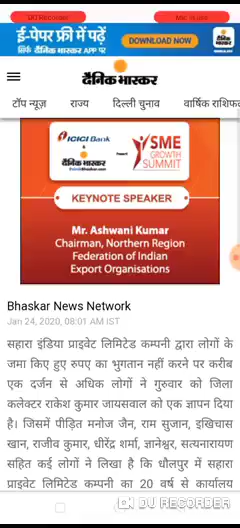 ई-पेपर फ्री में पढ़ें
सिर्फ दैनिक भास्कर APP पर
DOWNLOAD NOW
दैनिक भास्कर
टॉप न्यूज़ राज्य दिल्ली चुनाव वार्षिक राशिफ
ICICI Bank
&
दैनिक भास्कर
SME
GROWTH
SUMMIT
KEYNOTE SPEAKER
Mr. Ashwani Kumar
Chairman, Northern Region
Federation of Indian
Export Organisations
Bhaskar News Network
Jan 24, 2020, 08:01 AM IST
सहारा इंडिया प्राइवेट लिमिटेड कम्पनी द्वारा लोगों के
जमा किए हुए रुपए का भुगतान नहीं करने पर करीब
एक दर्जन से अधिक लोगों ने गुरुवार को जिला
कलेक्टर राकेश कुमार जायसवाल को एक ज्ञापन दिया
है। जिसमें पीड़ित मनोज जैन, राम सुजान, इखिचास
खान, राजीव कुमार, धीरेंद्र शर्मा, ज्ञानेश्वर, सत्यनारायण
सहित कई लोगों ने लिखा है कि धौलपुर में सहारा
प्राइवेट लिमिटेड कम्पनी का 20 वर्ष से कार्यालय
DU RECORDER